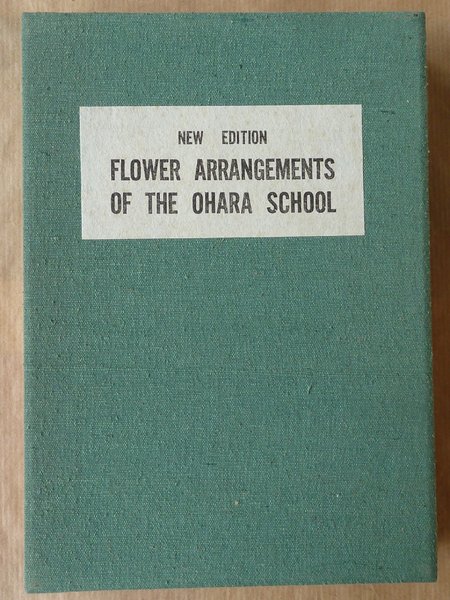 NEW EDITION
FLOWER ARRANGEMENTS
OF THE OHARA SCHOOL